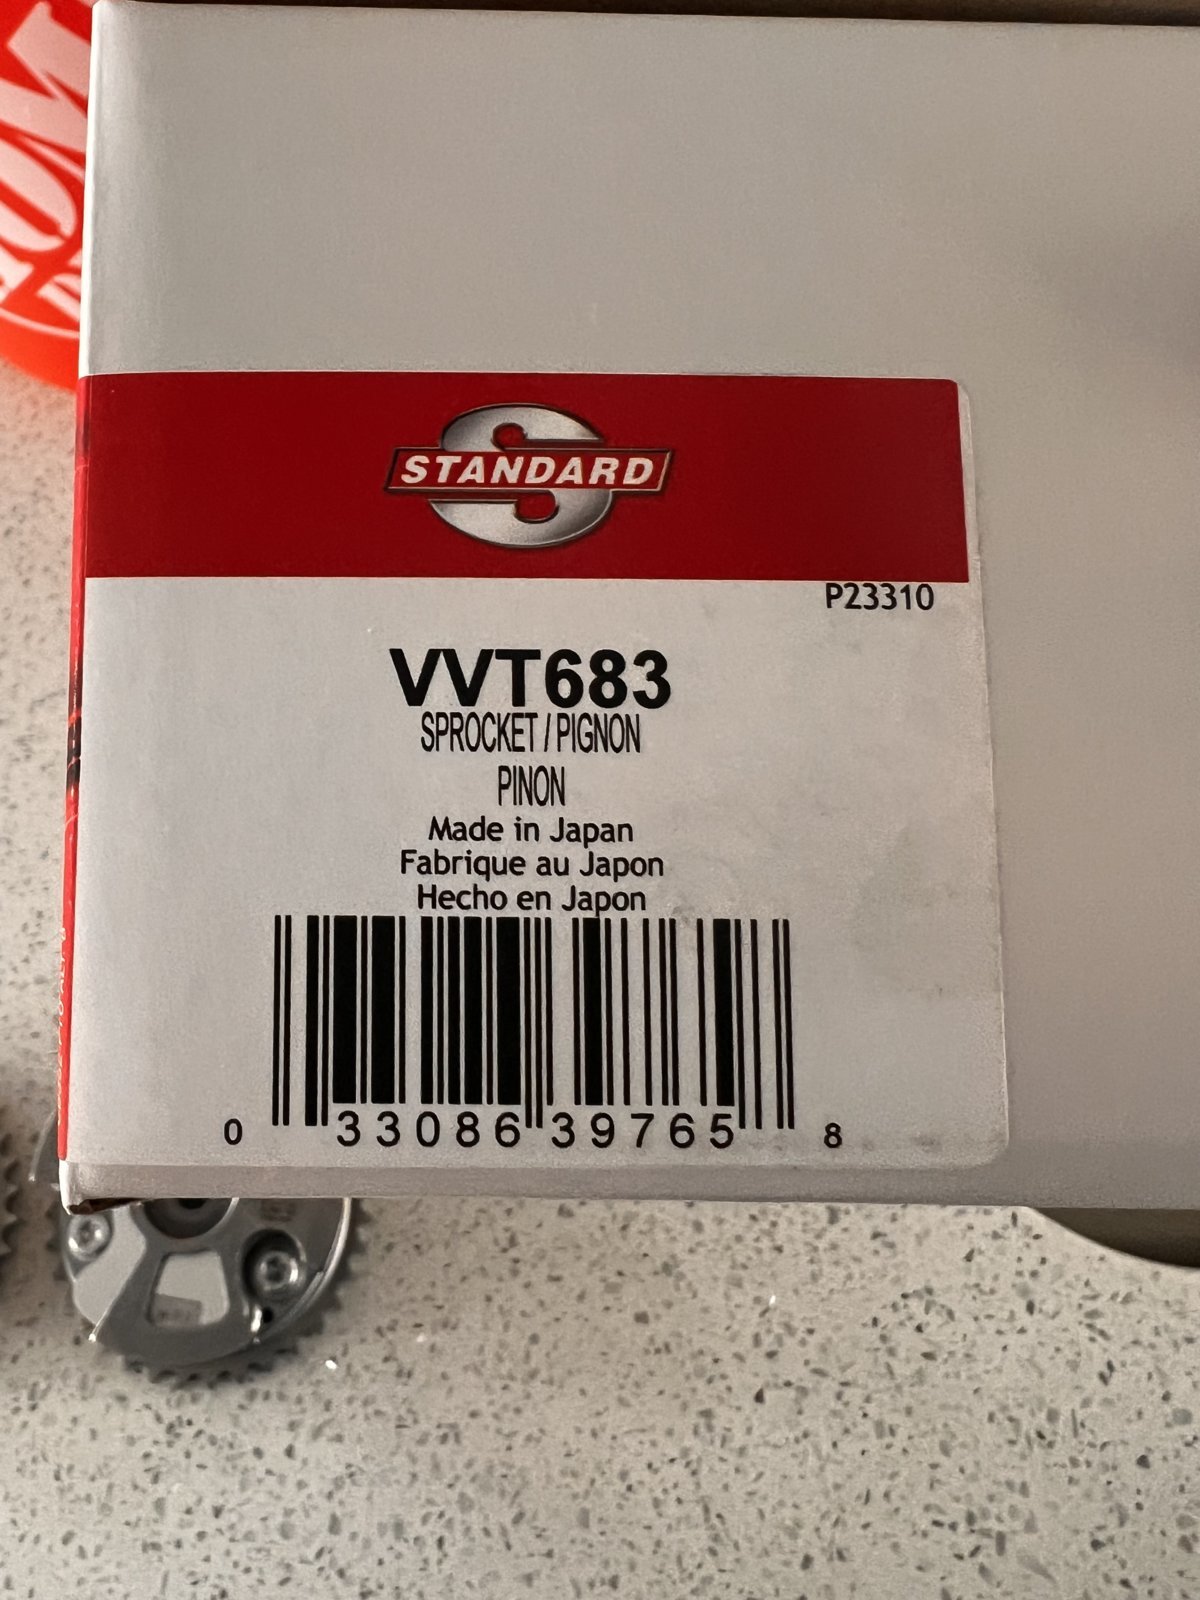 STANDARD
P23310
VVT683
SPROCKET / PIGNON
PINON
Made in Japan
Fabrique au Japon
Hecho en Japon
0 33086 39765 8